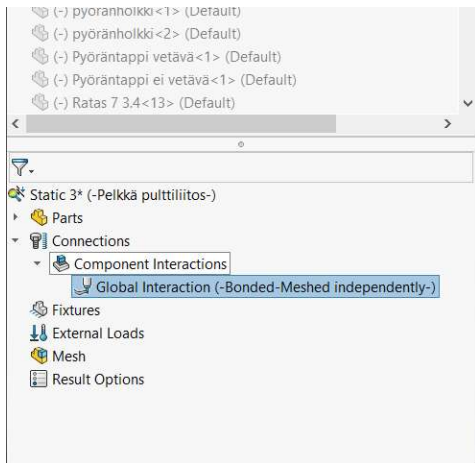 (-) pyöränholkki<1> (Default)
(-) pyöränholkki<2> (Default)
(-) Pyöräntappi vetävä<1> (Default)
(-) Pyöräntappi ei vetävä<1> (Default)
(-) Ratas 7 3.4<13> (Default)
Static 3* (-Pelkkä pulttiliitos-)
Parts
Connections
Component Interactions
Global Interaction (-Bonded-Meshed independently-)
Fixtures
External Loads
Mesh
Result Options